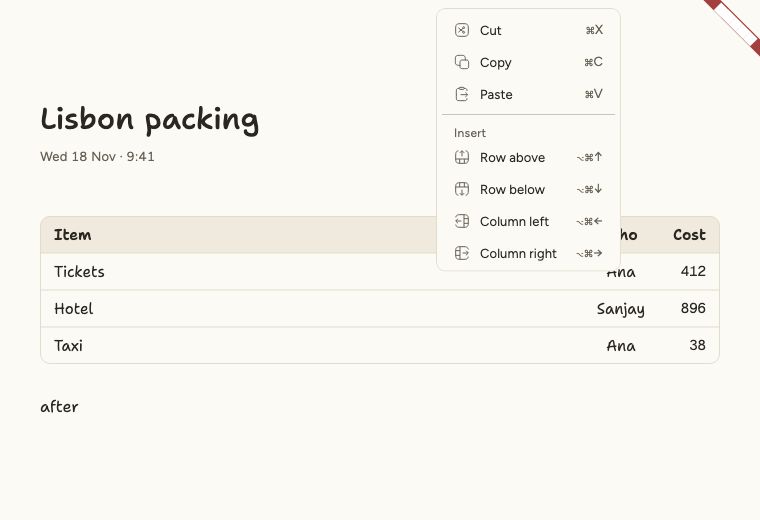 Cut ⌘X
Copy ⌘C
Paste ⌘V
Lisbon packing
Insert
Wed 18 Nov · 9:41
Row above ⌥⌘↑
Row below ⌥⌘↓
Column left ⌥⌘←
Item Cost
Column right ⌥⌘→
Tickets Ana 412
Hotel Sanjay 896
Taxi Ana 38
after